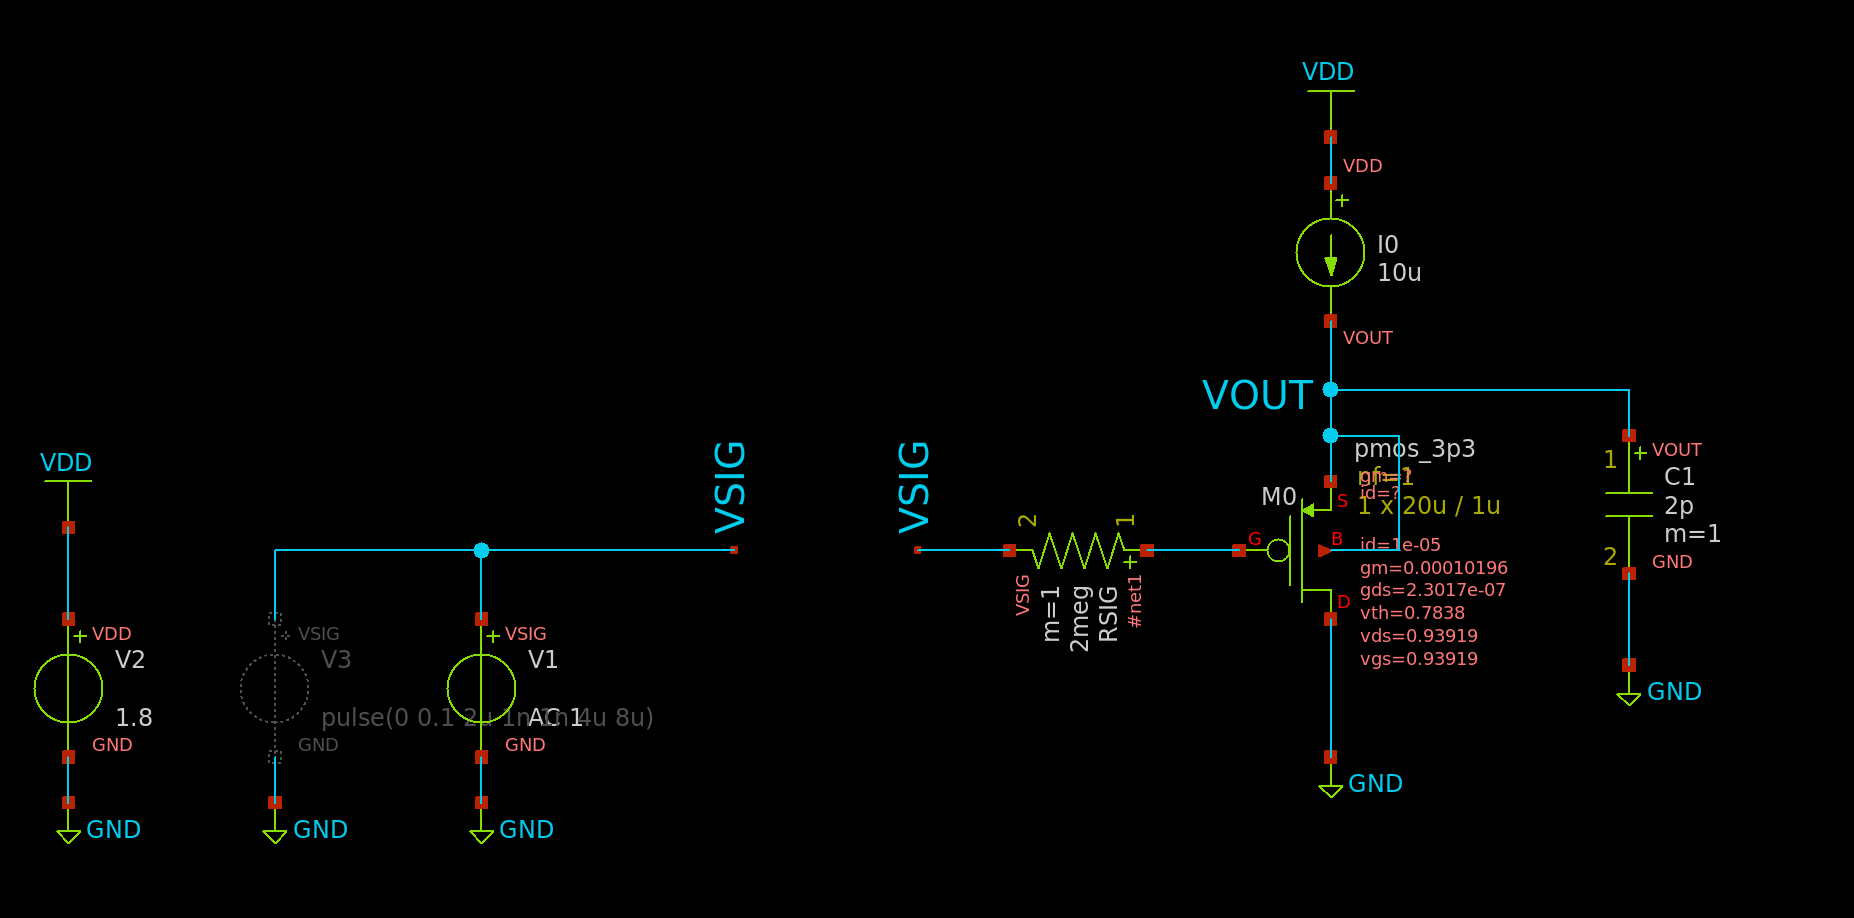 VDD
VDD
+
I0
10u
VOUT
VOUT
pmos_3p3
nf=1
gm=?
id=?
1 x 20u / 1u
M0
S
G
B
D
id=1e-05
gm=0.00010196
gds=2.3017e-07
vth=0.7838
vds=0.93919
vgs=0.93919
GND
1
+
VOUT
C1
2p
m=1
2
GND
GND
VDD
+
VDD
V2
1.8
GND
GND
+
VSIG
V3
pulse(0 0.1 2u 1n 1n 4u 8u)
GND
GND
+
VSIG
V1
AC 1
GND
GND
VSIG
VSIG
2
1
+
VSIG
m=1
2meg
RSIG
#net1